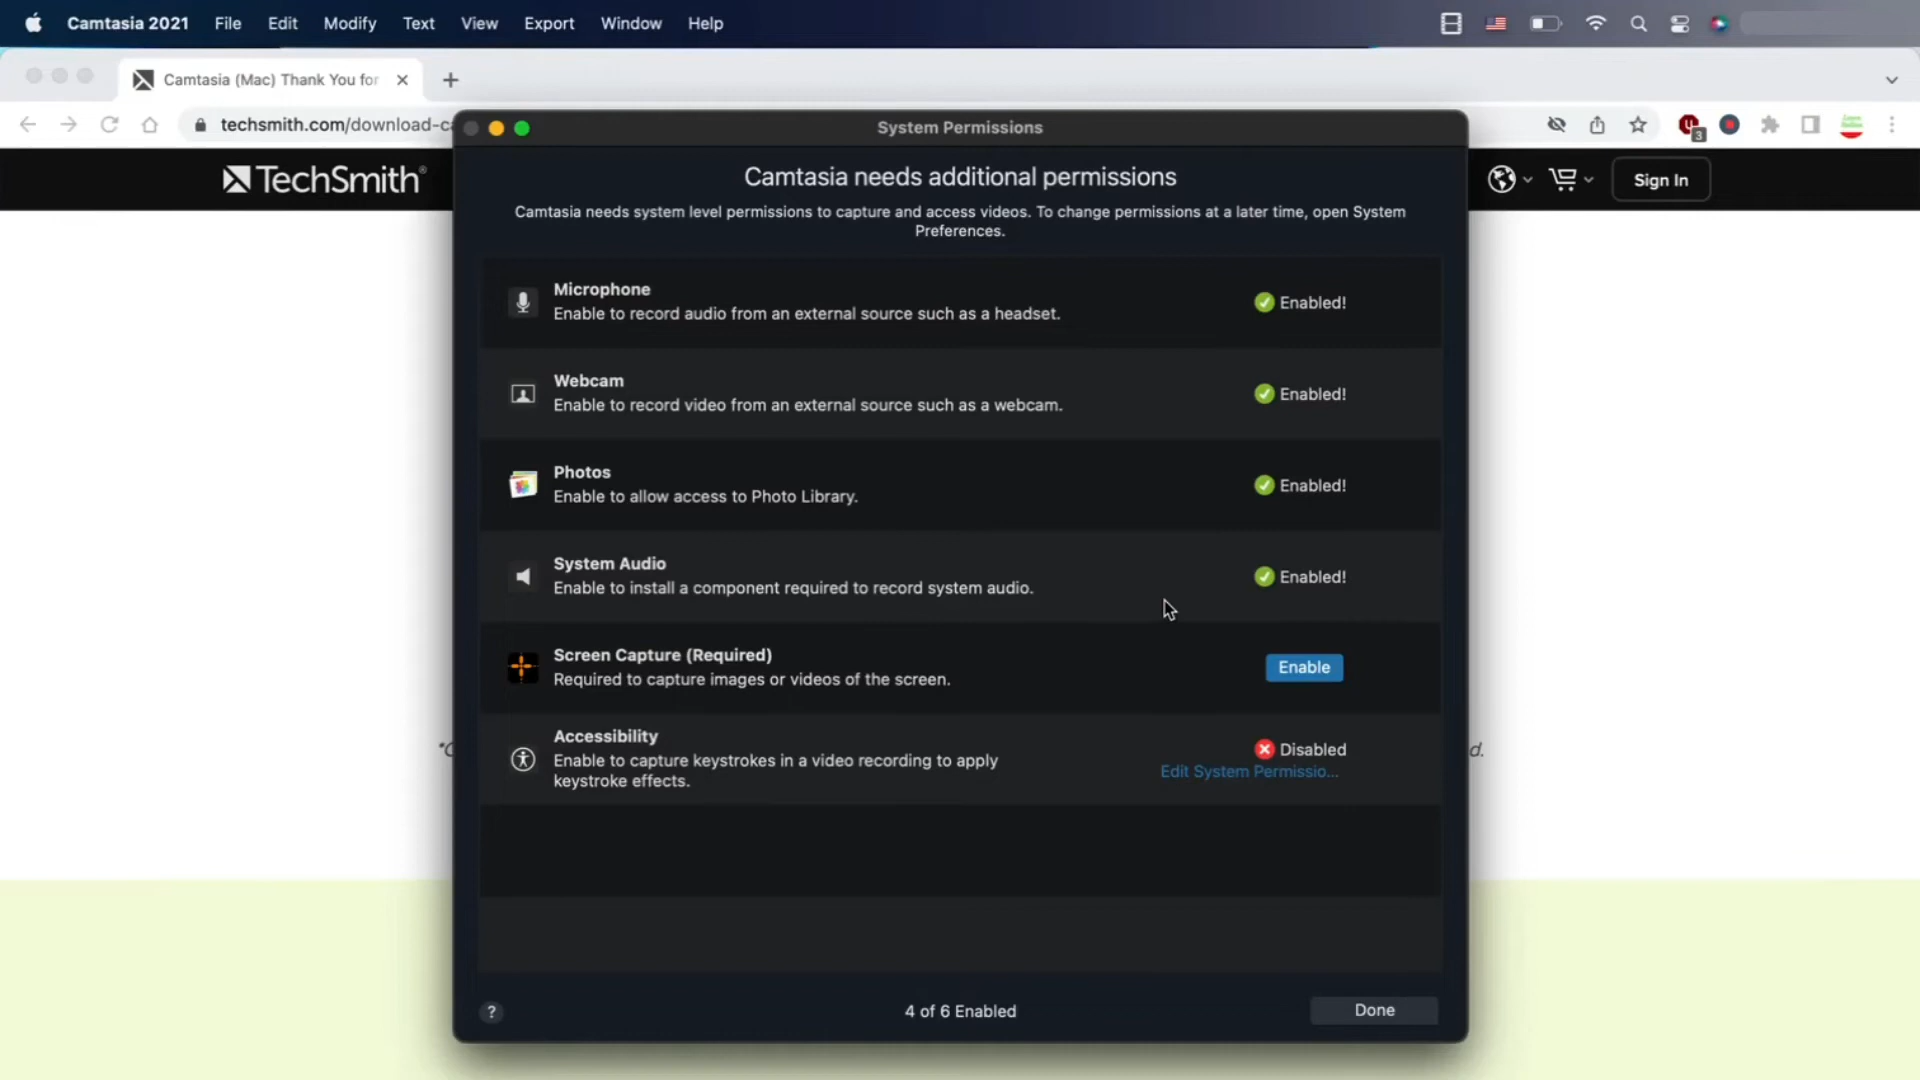 Camtasia 2021 File Edit Modify Text View Export Window Help
Camtasia (Mac) Thank You for
techsmith.com/download-ca
3
System Permissions
TechSmith®
Sign In
Camtasia needs additional permissions
Camtasia needs system level permissions to capture and access videos. To change permissions at a later time, open System
Preferences.
Microphone
Enable to record audio from an external source such as a headset.
Enabled!
Webcam
Enable to record video from an external source such as a webcam.
Enabled!
Photos
Enable to allow access to Photo Library.
Enabled!
System Audio
Enable to install a component required to record system audio.
Enabled!
Screen Capture (Required)
Required to capture images or videos of the screen.
Enable
Accessibility
Enable to capture keystrokes in a video recording to apply
keystroke effects.
Disabled
Edit System Permissio...
d.
?
4 of 6 Enabled
Done